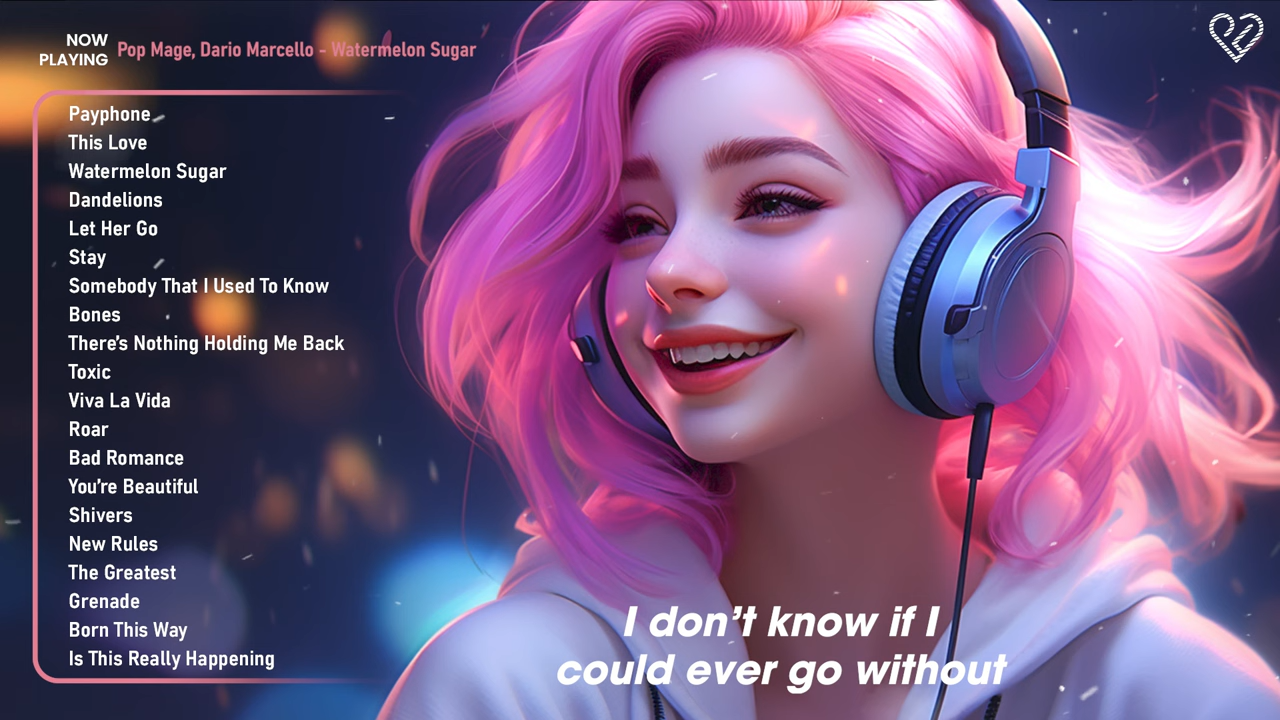 NOW
PLAYING
Pop Mage, Dario Marcello - Watermelon Sugar
Payphone
This Love
Watermelon Sugar
Dandelions
Let Her Go
Stay
Somebody That I Used To Know
Bones
There's Nothing Holding Me Back
Toxic
Viva La Vida
Roar
Bad Romance
You're Beautiful
Shivers
New Rules
The Greatest
Grenade
Born This Way
Is This Really Happening
I don't know if I
could ever go without